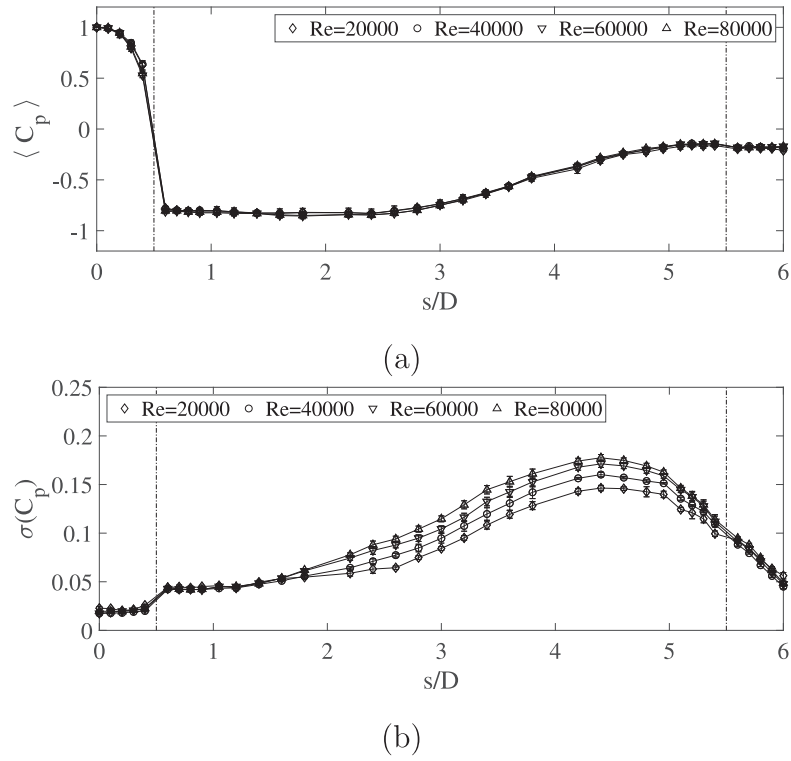 Re=20000 Re=40000 Re=60000 Re=80000
1
0.5
0
-0.5
-1
⟨ C_p ⟩
0 1 2 3 4 5 6
s/D
(a)
Re=20000 Re=40000 Re=60000 Re=80000
0.25
0.2
0.15
0.1
0.05
0
σ(C_p)
0 1 2 3 4 5 6
s/D
(b)